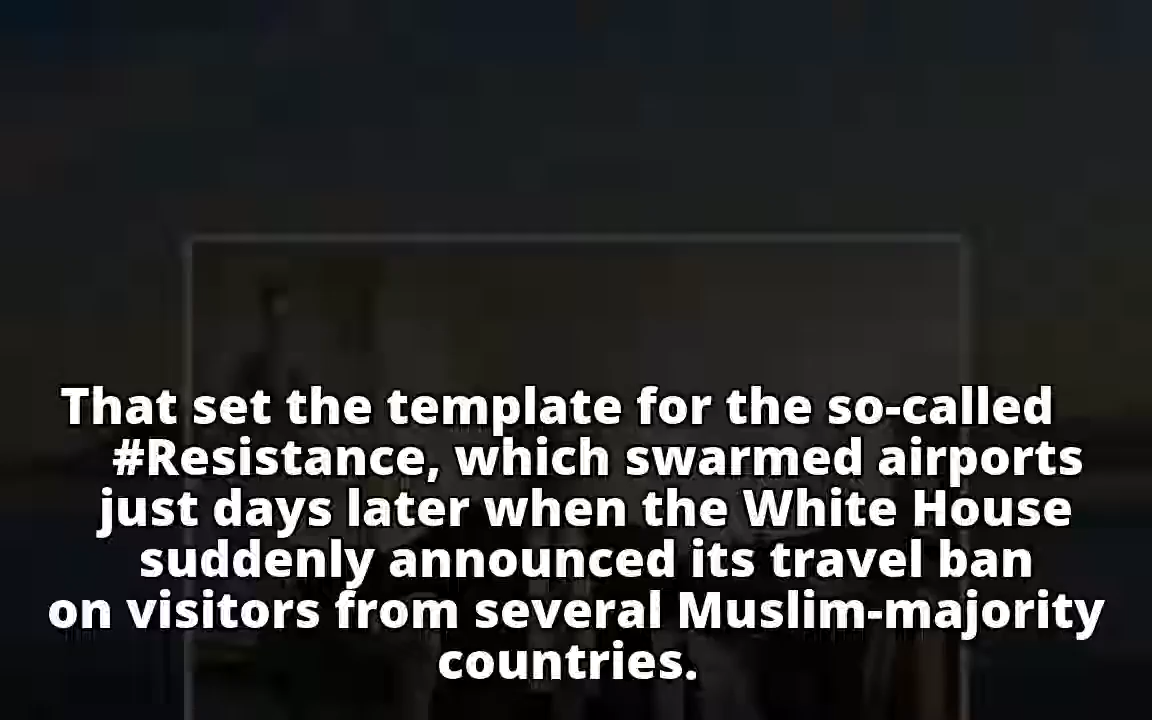 That set the template for the so-called
#Resistance, which swarmed airports
just days later when the White House
suddenly announced its travel ban
on visitors from several Muslim-majority
countries.